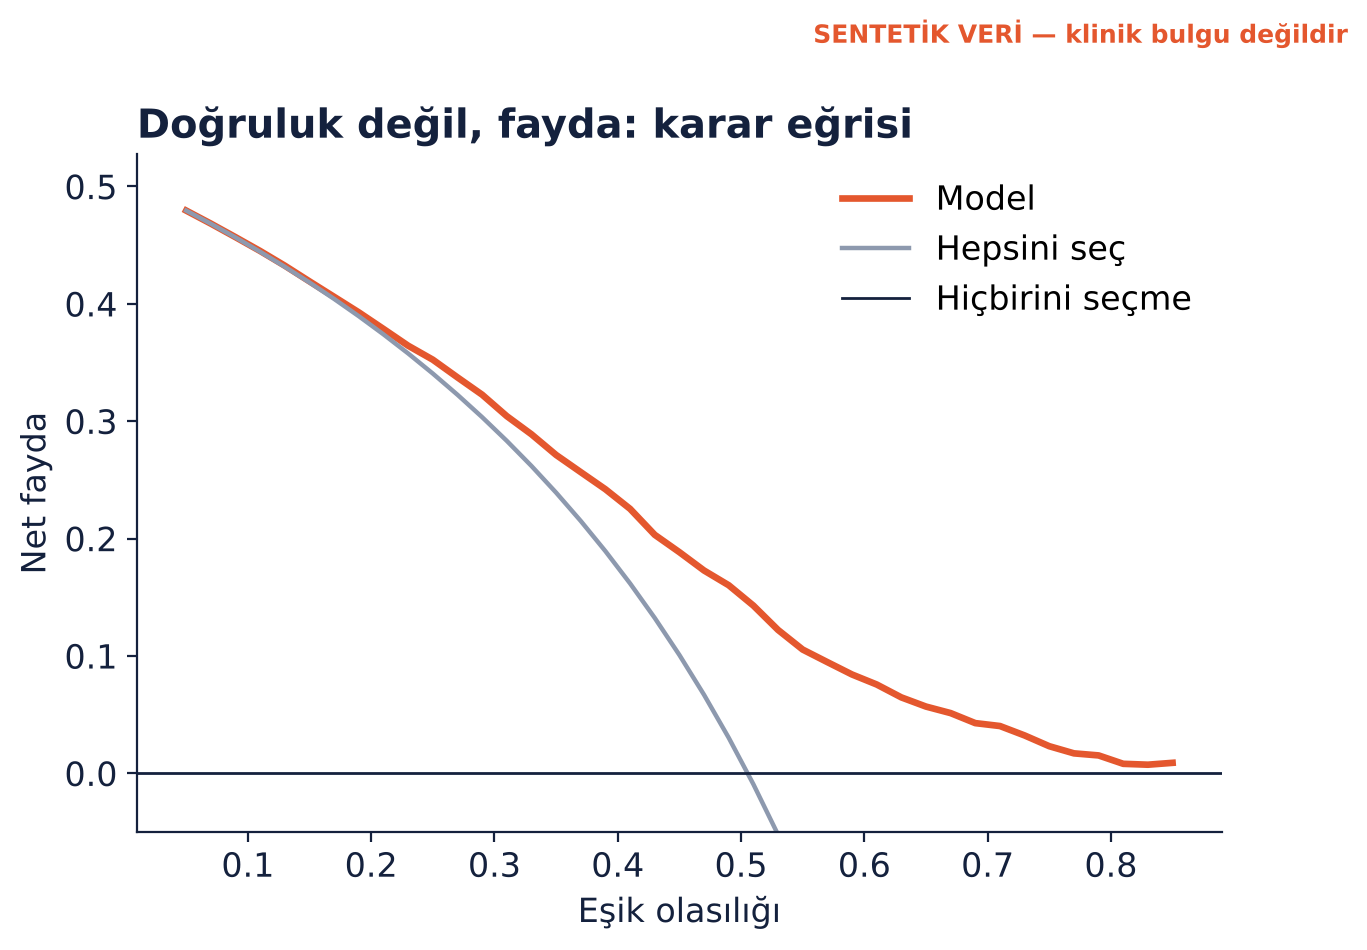 SENTETİK VERİ — klinik bulgu değildir
Doğruluk değil, fayda: karar eğrisi
Model
Hepsini seç
Hiçbirini seçme
Net fayda
0.5
0.4
0.3
0.2
0.1
0.0
0.1 0.2 0.3 0.4 0.5 0.6 0.7 0.8
Eşik olasılığı